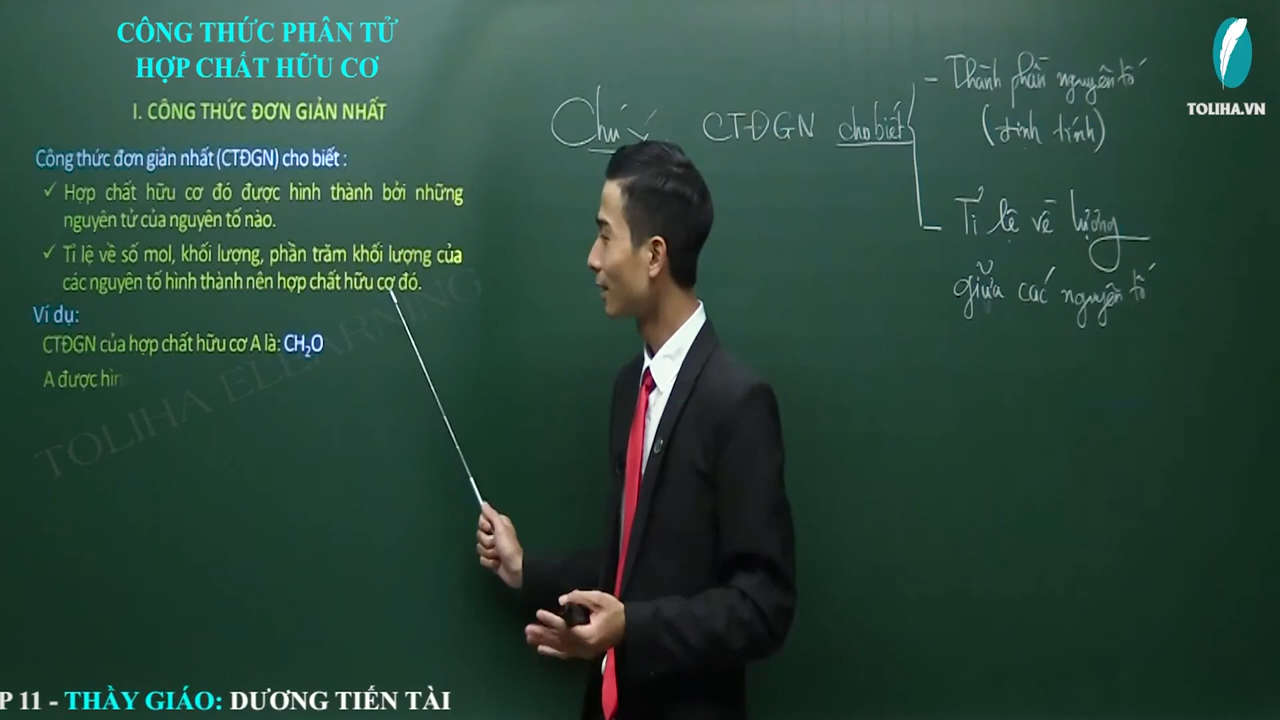 CÔNG THỨC PHÂN TỬ
HỢP CHẤT HỮU CƠ
I. CÔNG THỨC ĐƠN GIẢN NHẤT
Công thức đơn giản nhất (CTĐGN) cho biết :
✓ Hợp chất hữu cơ đó được hình thành bởi những
nguyên tử của nguyên tố nào.
✓ Tỉ lệ về số mol, khối lượng, phần trăm khối lượng của
các nguyên tố hình thành nên hợp chất hữu cơ đó.
Ví dụ:
CTĐGN của hợp chất hữu cơ A là: CH₂O
A được hìn
TOLIHA ELEARNING
Chú ý CTĐGN cho biết
- Thành phần nguyên tố
(định tính)
Tỉ lệ về lượng
giữa các nguyên tố
TOLIHA.VN
P 11 - THẦY GIÁO: DƯƠNG TIẾN TÀI